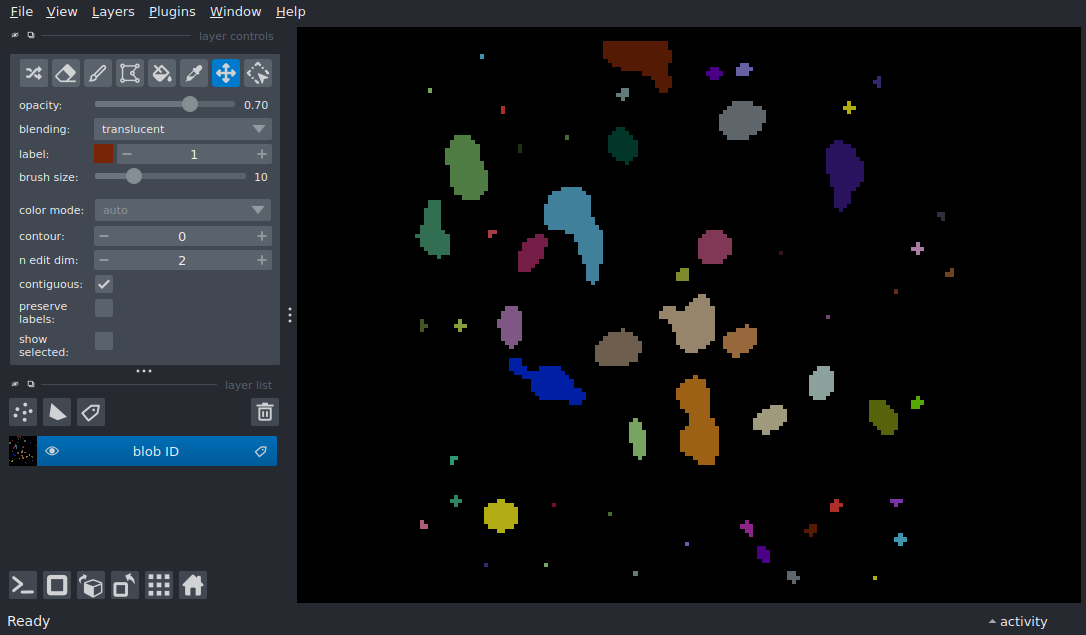 File View Layers Plugins Window Help
layer controls
opacity: 0.70
blending: translucent
label: 1
brush size: 10
color mode: auto
contour: 0
n edit dim: 2
contiguous:
preserve
labels:
show
selected:
layer list
blob ID
Ready activity